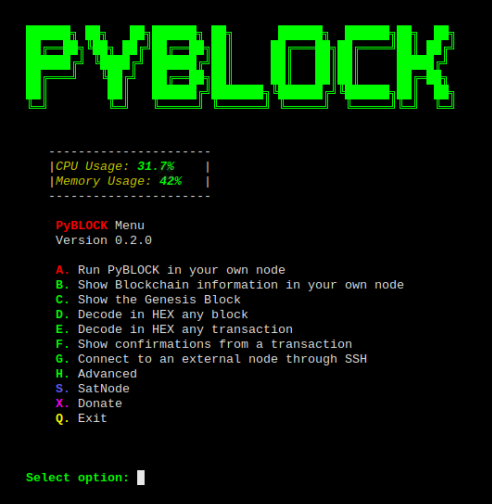 PYBLOCK
----------------------
|CPU Usage: 31.7%    |
|Memory Usage: 42%   |
----------------------
PyBLOCK Menu
Version 0.2.0
A. Run PyBLOCK in your own node
B. Show Blockchain information in your own node
C. Show the Genesis Block
D. Decode in HEX any block
E. Decode in HEX any transaction
F. Show confirmations from a transaction
G. Connect to an external node through SSH
H. Advanced
S. SatNode
X. Donate
Q. Exit
Select option: